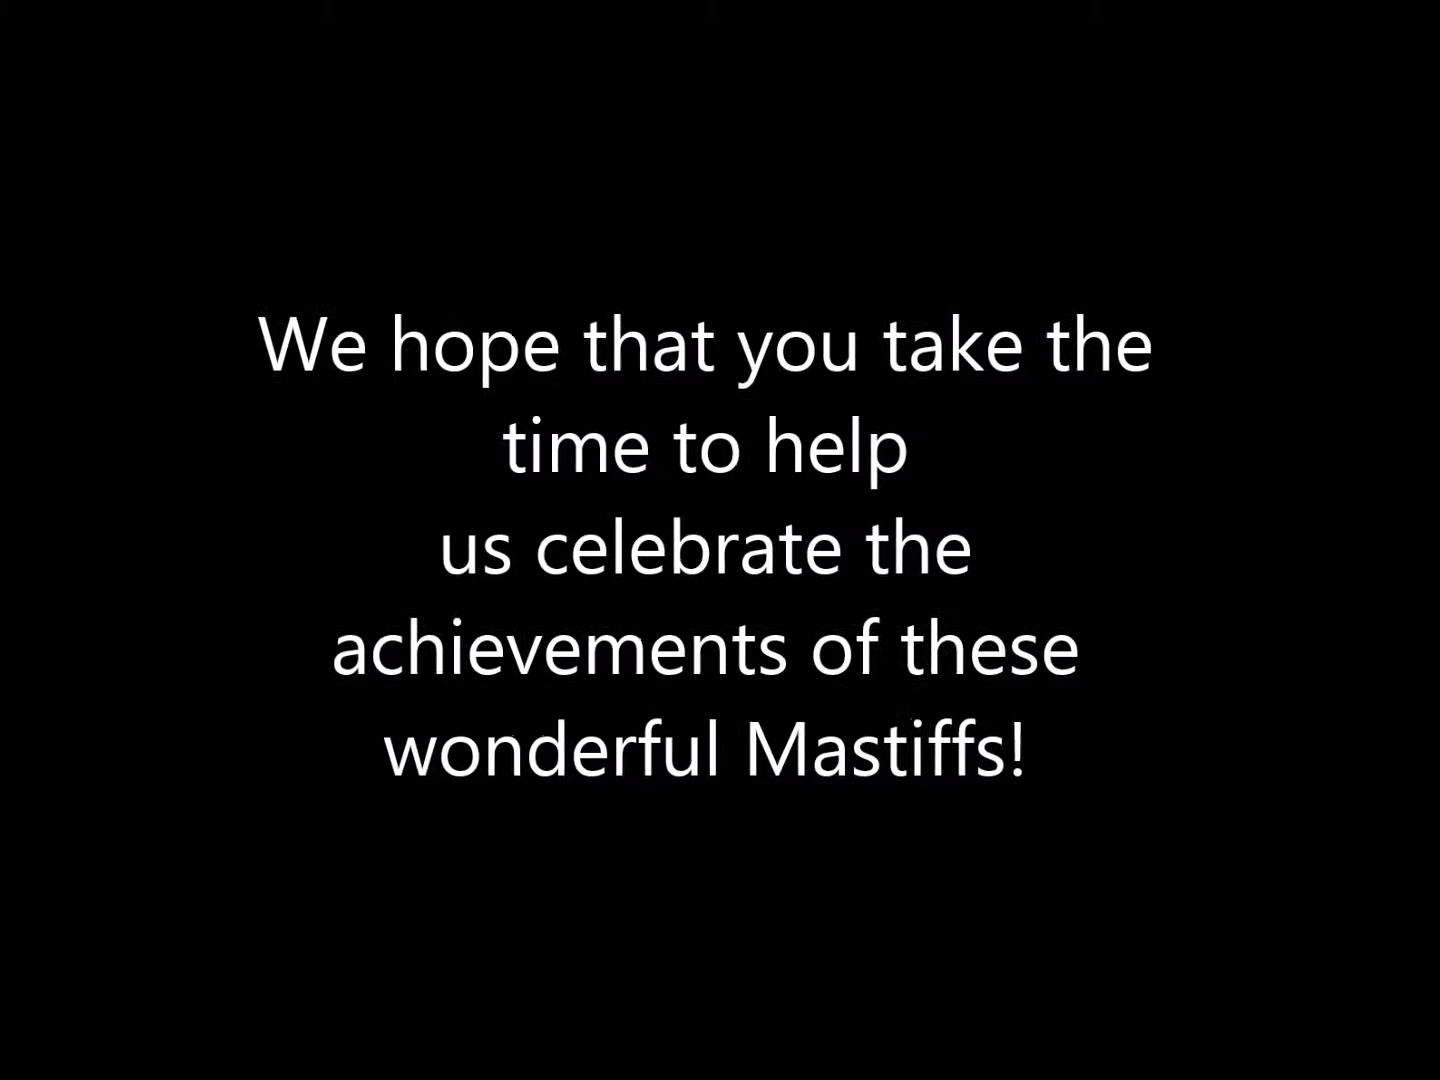 We hope that you take the
time to help
us celebrate the
achievements of these
wonderful Mastiffs!